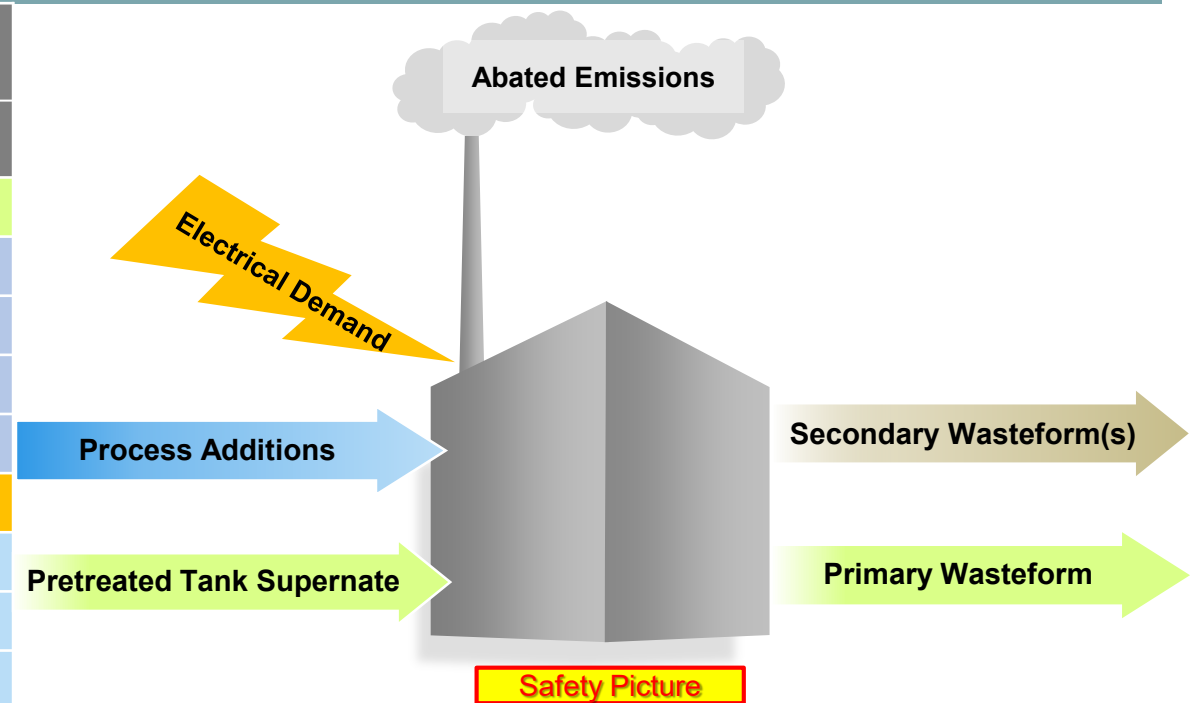 Abated Emissions
Electrical Demand
Process Additions
Secondary Wasteform(s)
Pretreated Tank Supernate
Primary Wasteform
Safety Picture